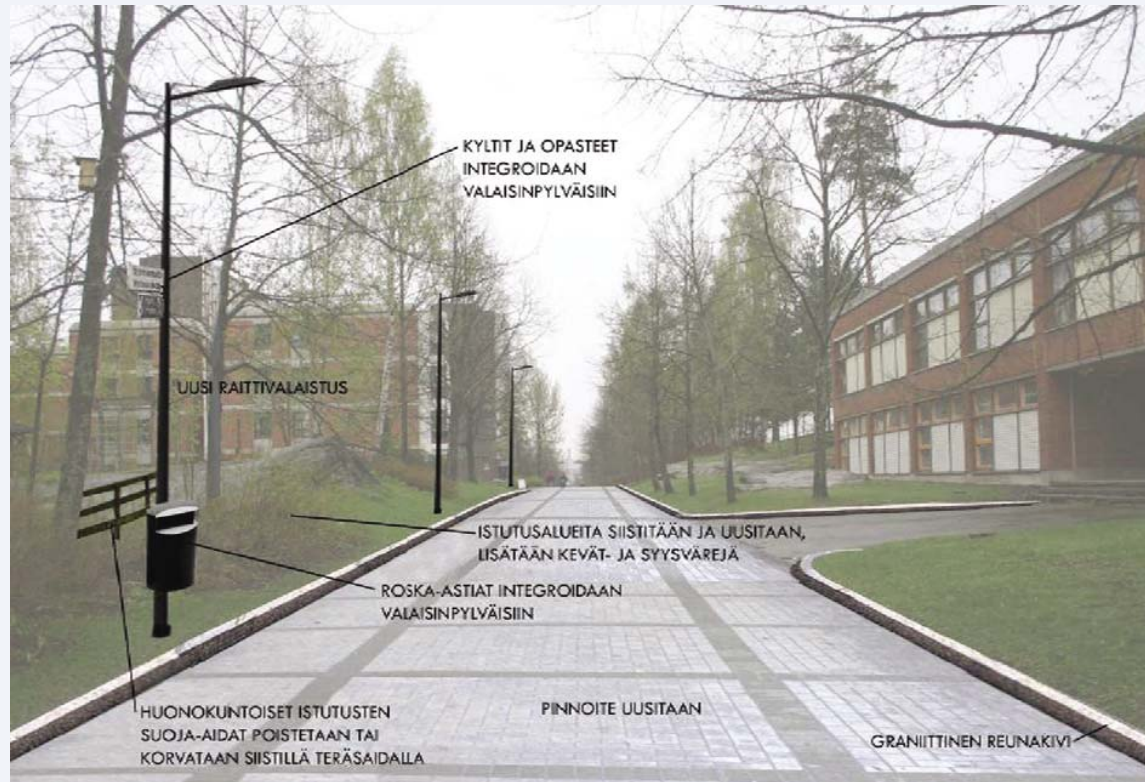 KYLTIT JA OPASTEET
INTEGROIDAAN
VALAISINPYLVÄISIIN
UUSI RAITTIVALAISTUS
ISTUTUSALUEITA SIISTITÄÄN JA UUSITAAN,
LISÄTÄÄN KEVÄT- JA SYYSVÄREJÄ
ROSKA-ASTIAT INTEGROIDAAN
VALAISINPYLVÄISIIN
HUONOKUNTOISET ISTUTUSTEN
SUOJA-AIDAT POISTETAAN TAI
KORVATAAN SIISTILLÄ TERÄSAIDALLA
PINNOITE UUSITAAN
GRANIITTINEN REUNAKIVI